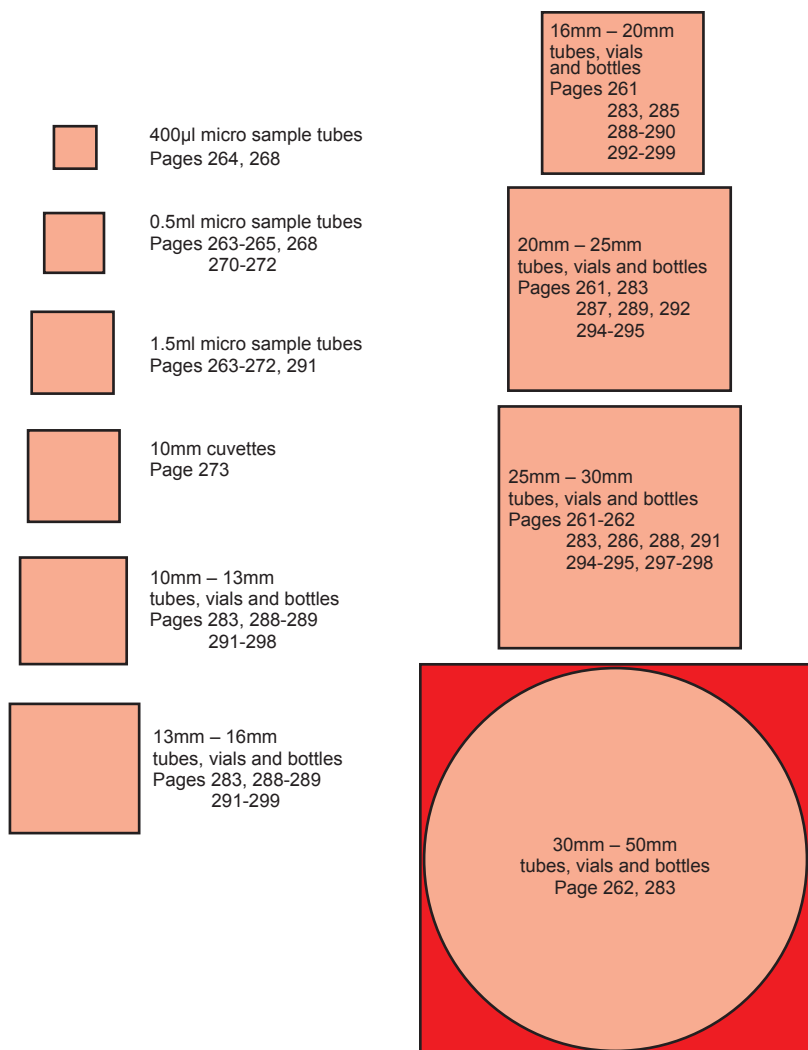 400µl micro sample tubes
Pages 264, 268
0.5ml micro sample tubes
Pages 263-265, 268
270-272
1.5ml micro sample tubes
Pages 263-272, 291
10mm cuvettes
Page 273
10mm – 13mm
tubes, vials and bottles
Pages 283, 288-289
291-298
13mm – 16mm
tubes, vials and bottles
Pages 283, 288-289
291-299
16mm – 20mm
tubes, vials
and bottles
Pages 261
283, 285
288-290
292-299
20mm – 25mm
tubes, vials and bottles
Pages 261, 283
287, 289, 292
294-295
25mm – 30mm
tubes, vials and bottles
Pages 261-262
283, 286, 288, 291
294-295, 297-298
30mm – 50mm
tubes, vials and bottles
Page 262, 283